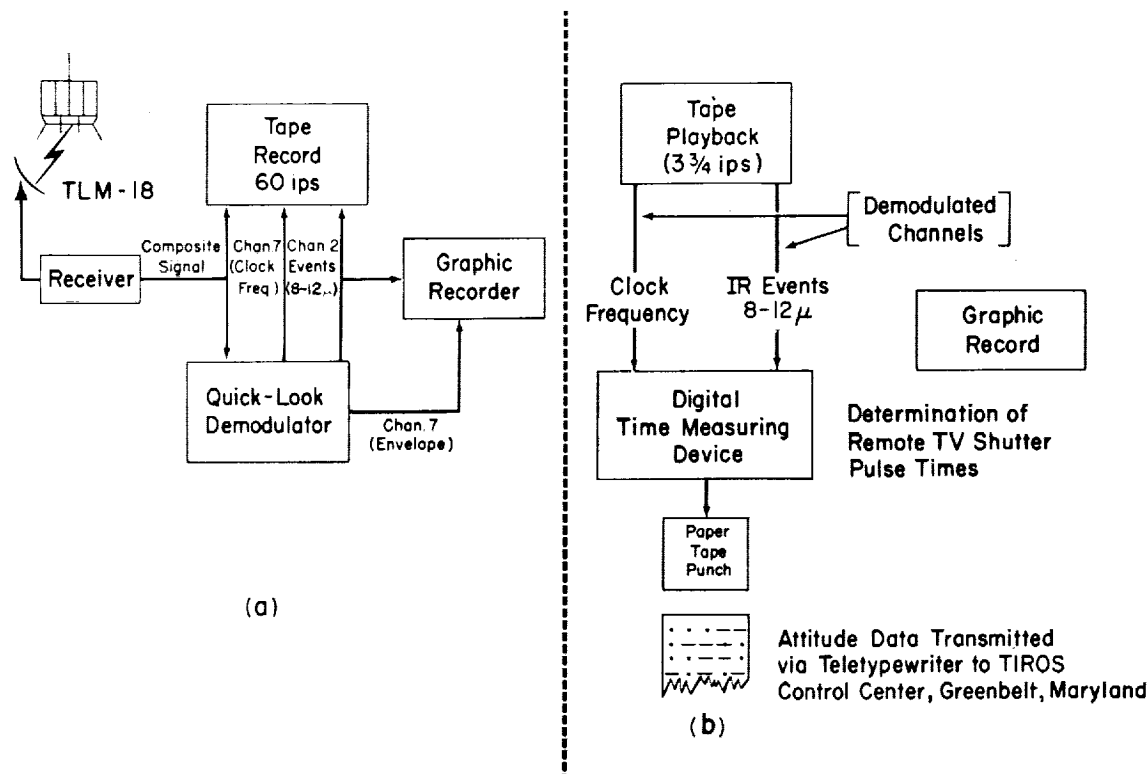 TLM-18
Tape
Record
60 ips
Receiver
Composite
Signal
Chan.7
(Clock
Freq.)
Chan. 2
Events
(8-12μ)
Graphic
Recorder
Quick-Look
Demodulator
Chan. 7
(Envelope)
(a)
Tape
Playback
(3 3/4 ips)
[Demodulated
Channels]
Clock
Frequency
IR Events
8-12 μ
Graphic
Record
Digital
Time Measuring
Device
Determination of
Remote TV Shutter
Pulse Times
Paper
Tape
Punch
Attitude Data Transmitted
via Teletypewriter to TIROS
Control Center, Greenbelt, Maryland
(b)